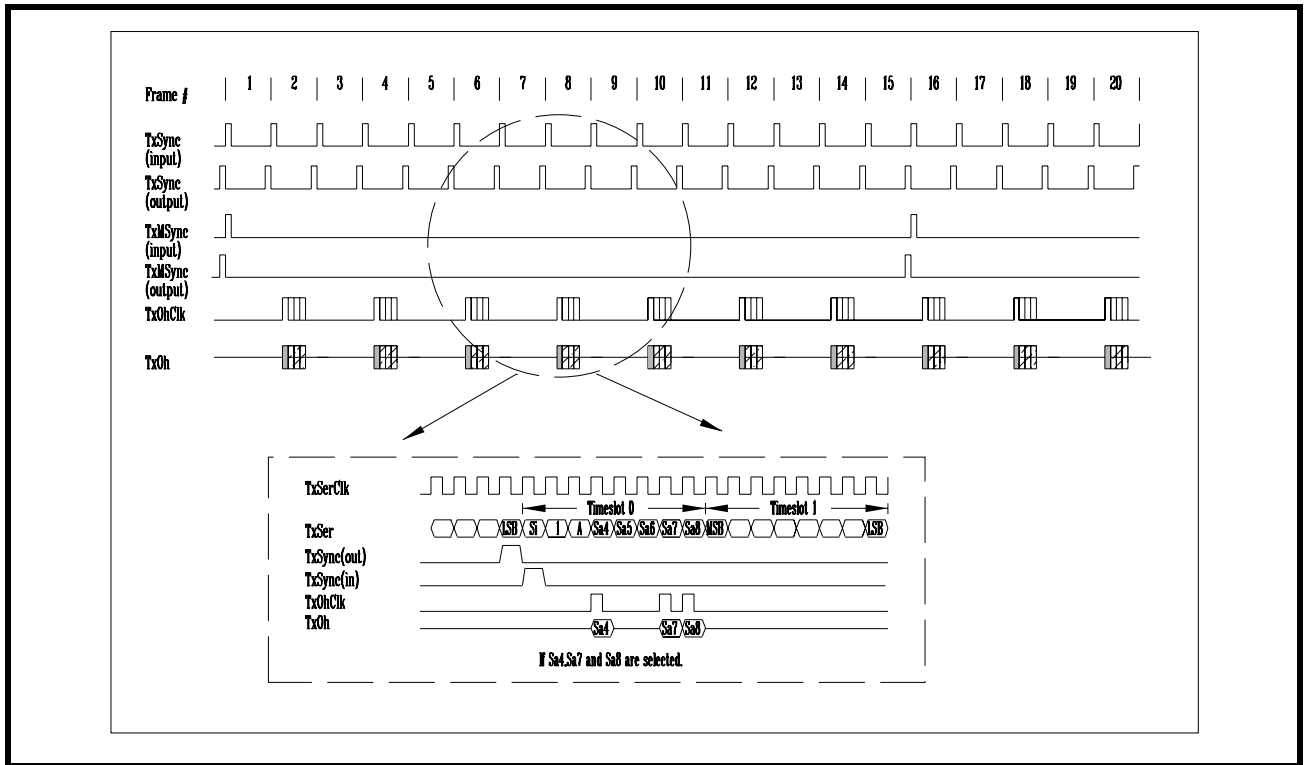 Frame # 1 2 3 4 5 6 7 8 9 10 11 12 13 14 15 16 17 18 19 20
TxSync
(input)
TxSync
(output)
TxMSync
(input)
TxMSync
(output)
TxOhClk
TxOh
TxSerClk
Timeslot 0 Timeslot 1
TxSer LSB Si 1 A Sa4 Sa5 Sa6 Sa7 Sa8 MSB LSB
TxSync(out)
TxSync(in)
TxOhClk
TxOh Sa4 Sa7 Sa8
If Sa4,Sa7 and Sa8 are selected.